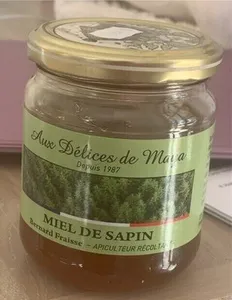 Aux Délices de Maya
Depuis 1987
MIEL DE SAPIN
Bernard Fraisse - APICULTEUR RÉCOLTANT